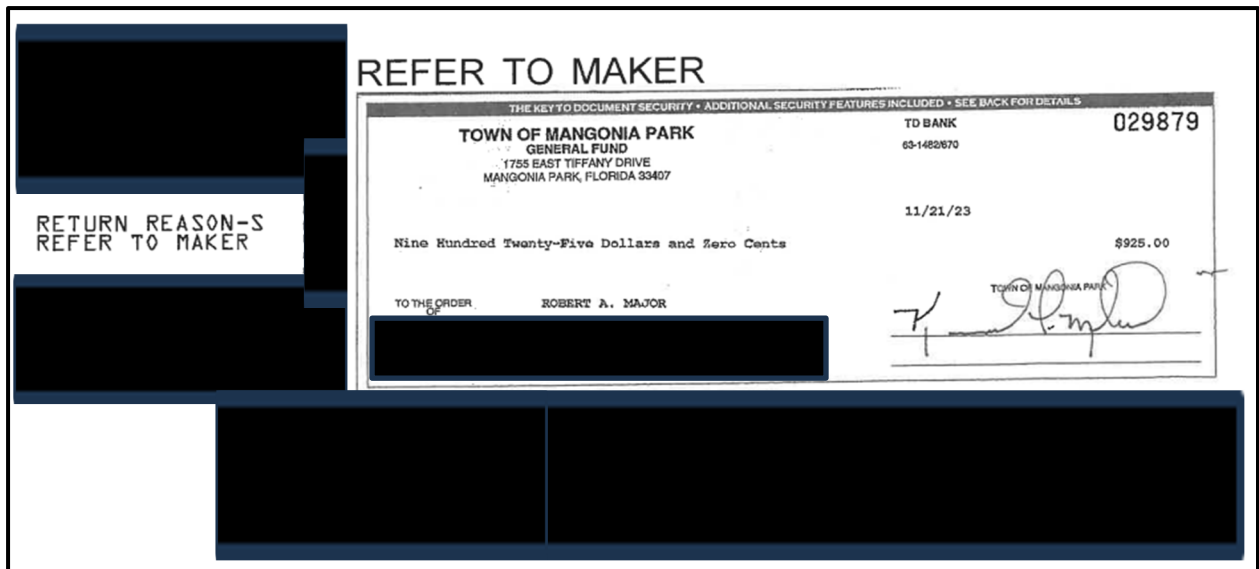 REFER TO MAKER
RETURN REASON-S
REFER TO MAKER
THE KEY TO DOCUMENT SECURITY • ADDITIONAL SECURITY FEATURES INCLUDED • SEE BACK FOR DETAILS
TOWN OF MANGONIA PARK
GENERAL FUND
1755 EAST TIFFANY DRIVE
MANGONIA PARK, FLORIDA 33407
TD BANK
63-1482/670
029879
11/21/23
Nine Hundred Twenty-Five Dollars and Zero Cents $925.00
TO THE ORDER
OF
ROBERT A. MAJOR
TOWN OF MANGONIA PARK